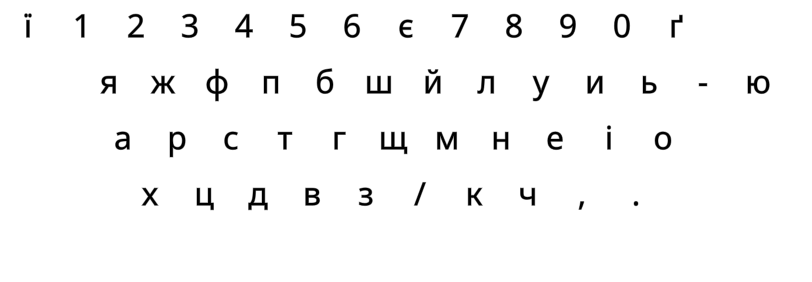 ї 1 2 3 4 5 6 є 7 8 9 0 ґ
я ж ф п б ш й л у и ь - ю
а р с т г щ м н е і о
х ц д в з / к ч , .